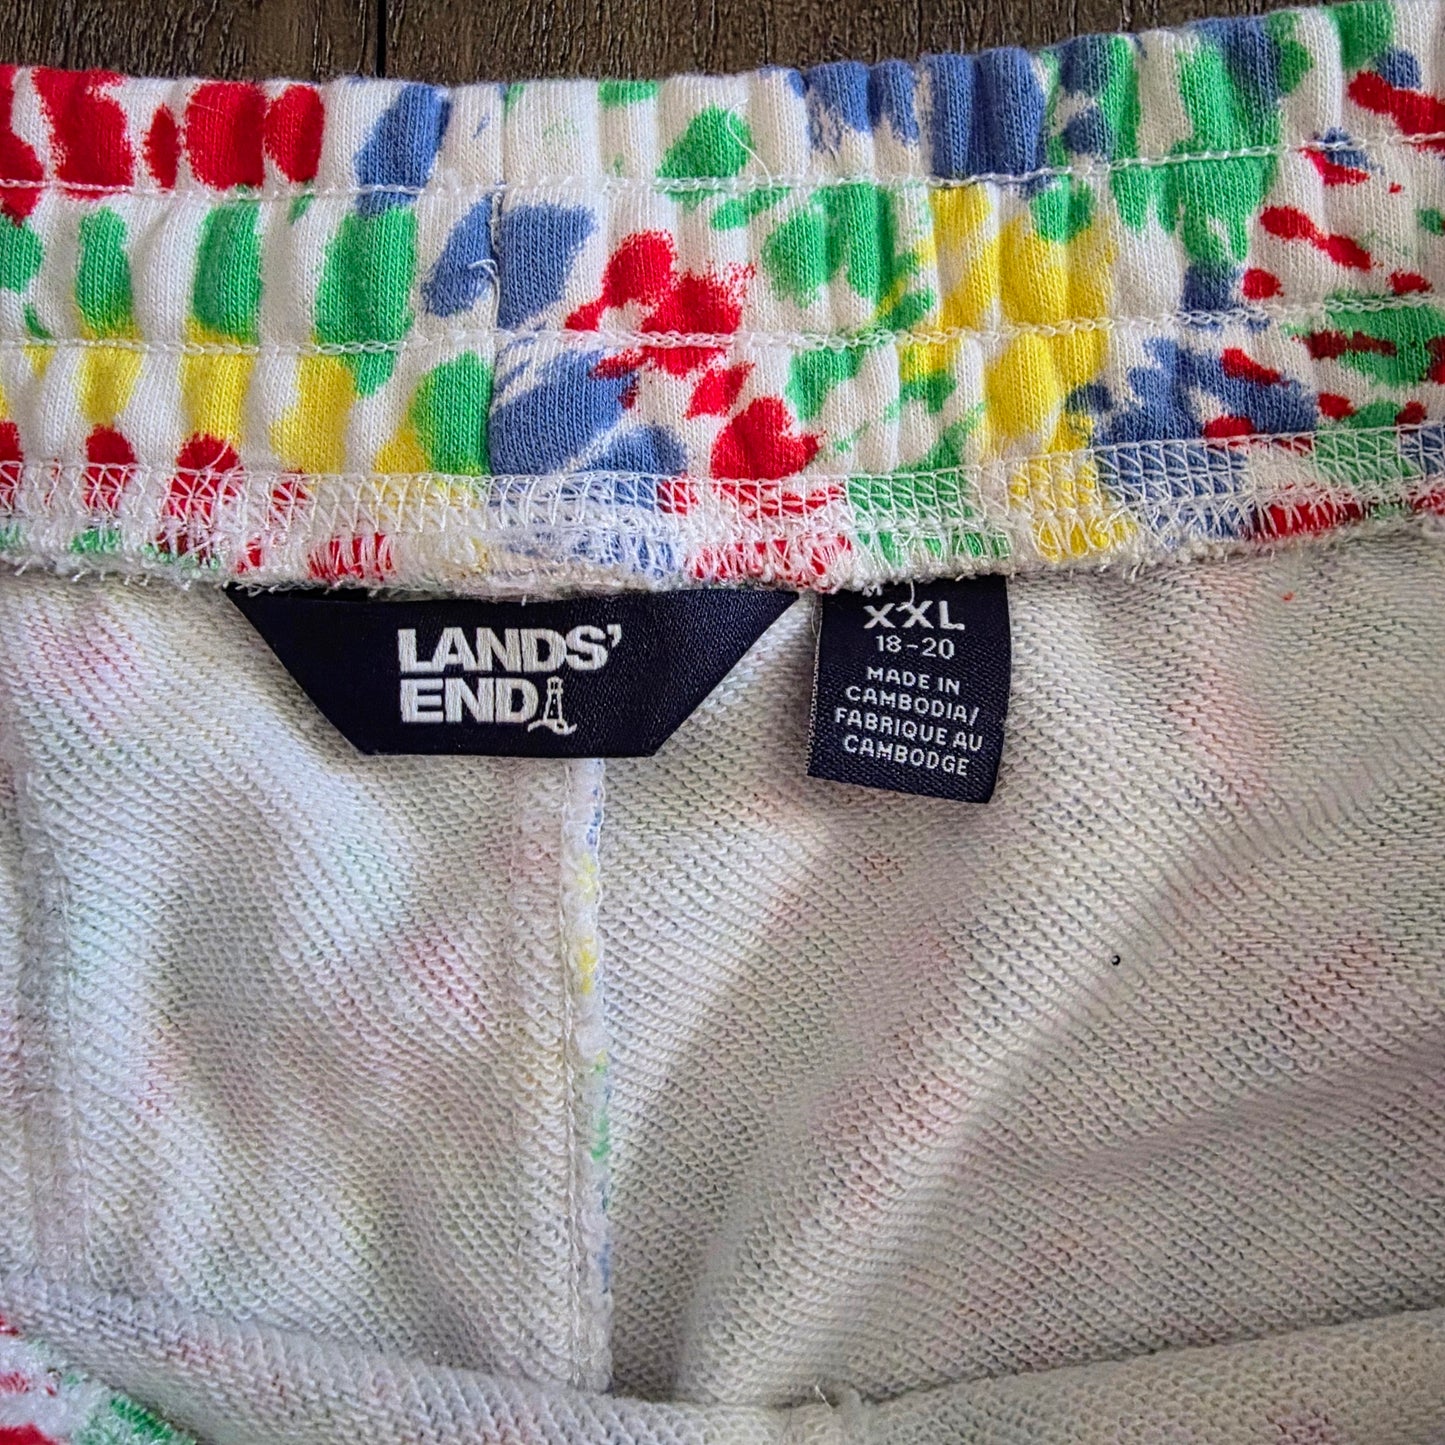 LANDS'
END
XXL
18-20
MADE IN
CAMBODIA/
FABRIQUE AU
CAMBODGE